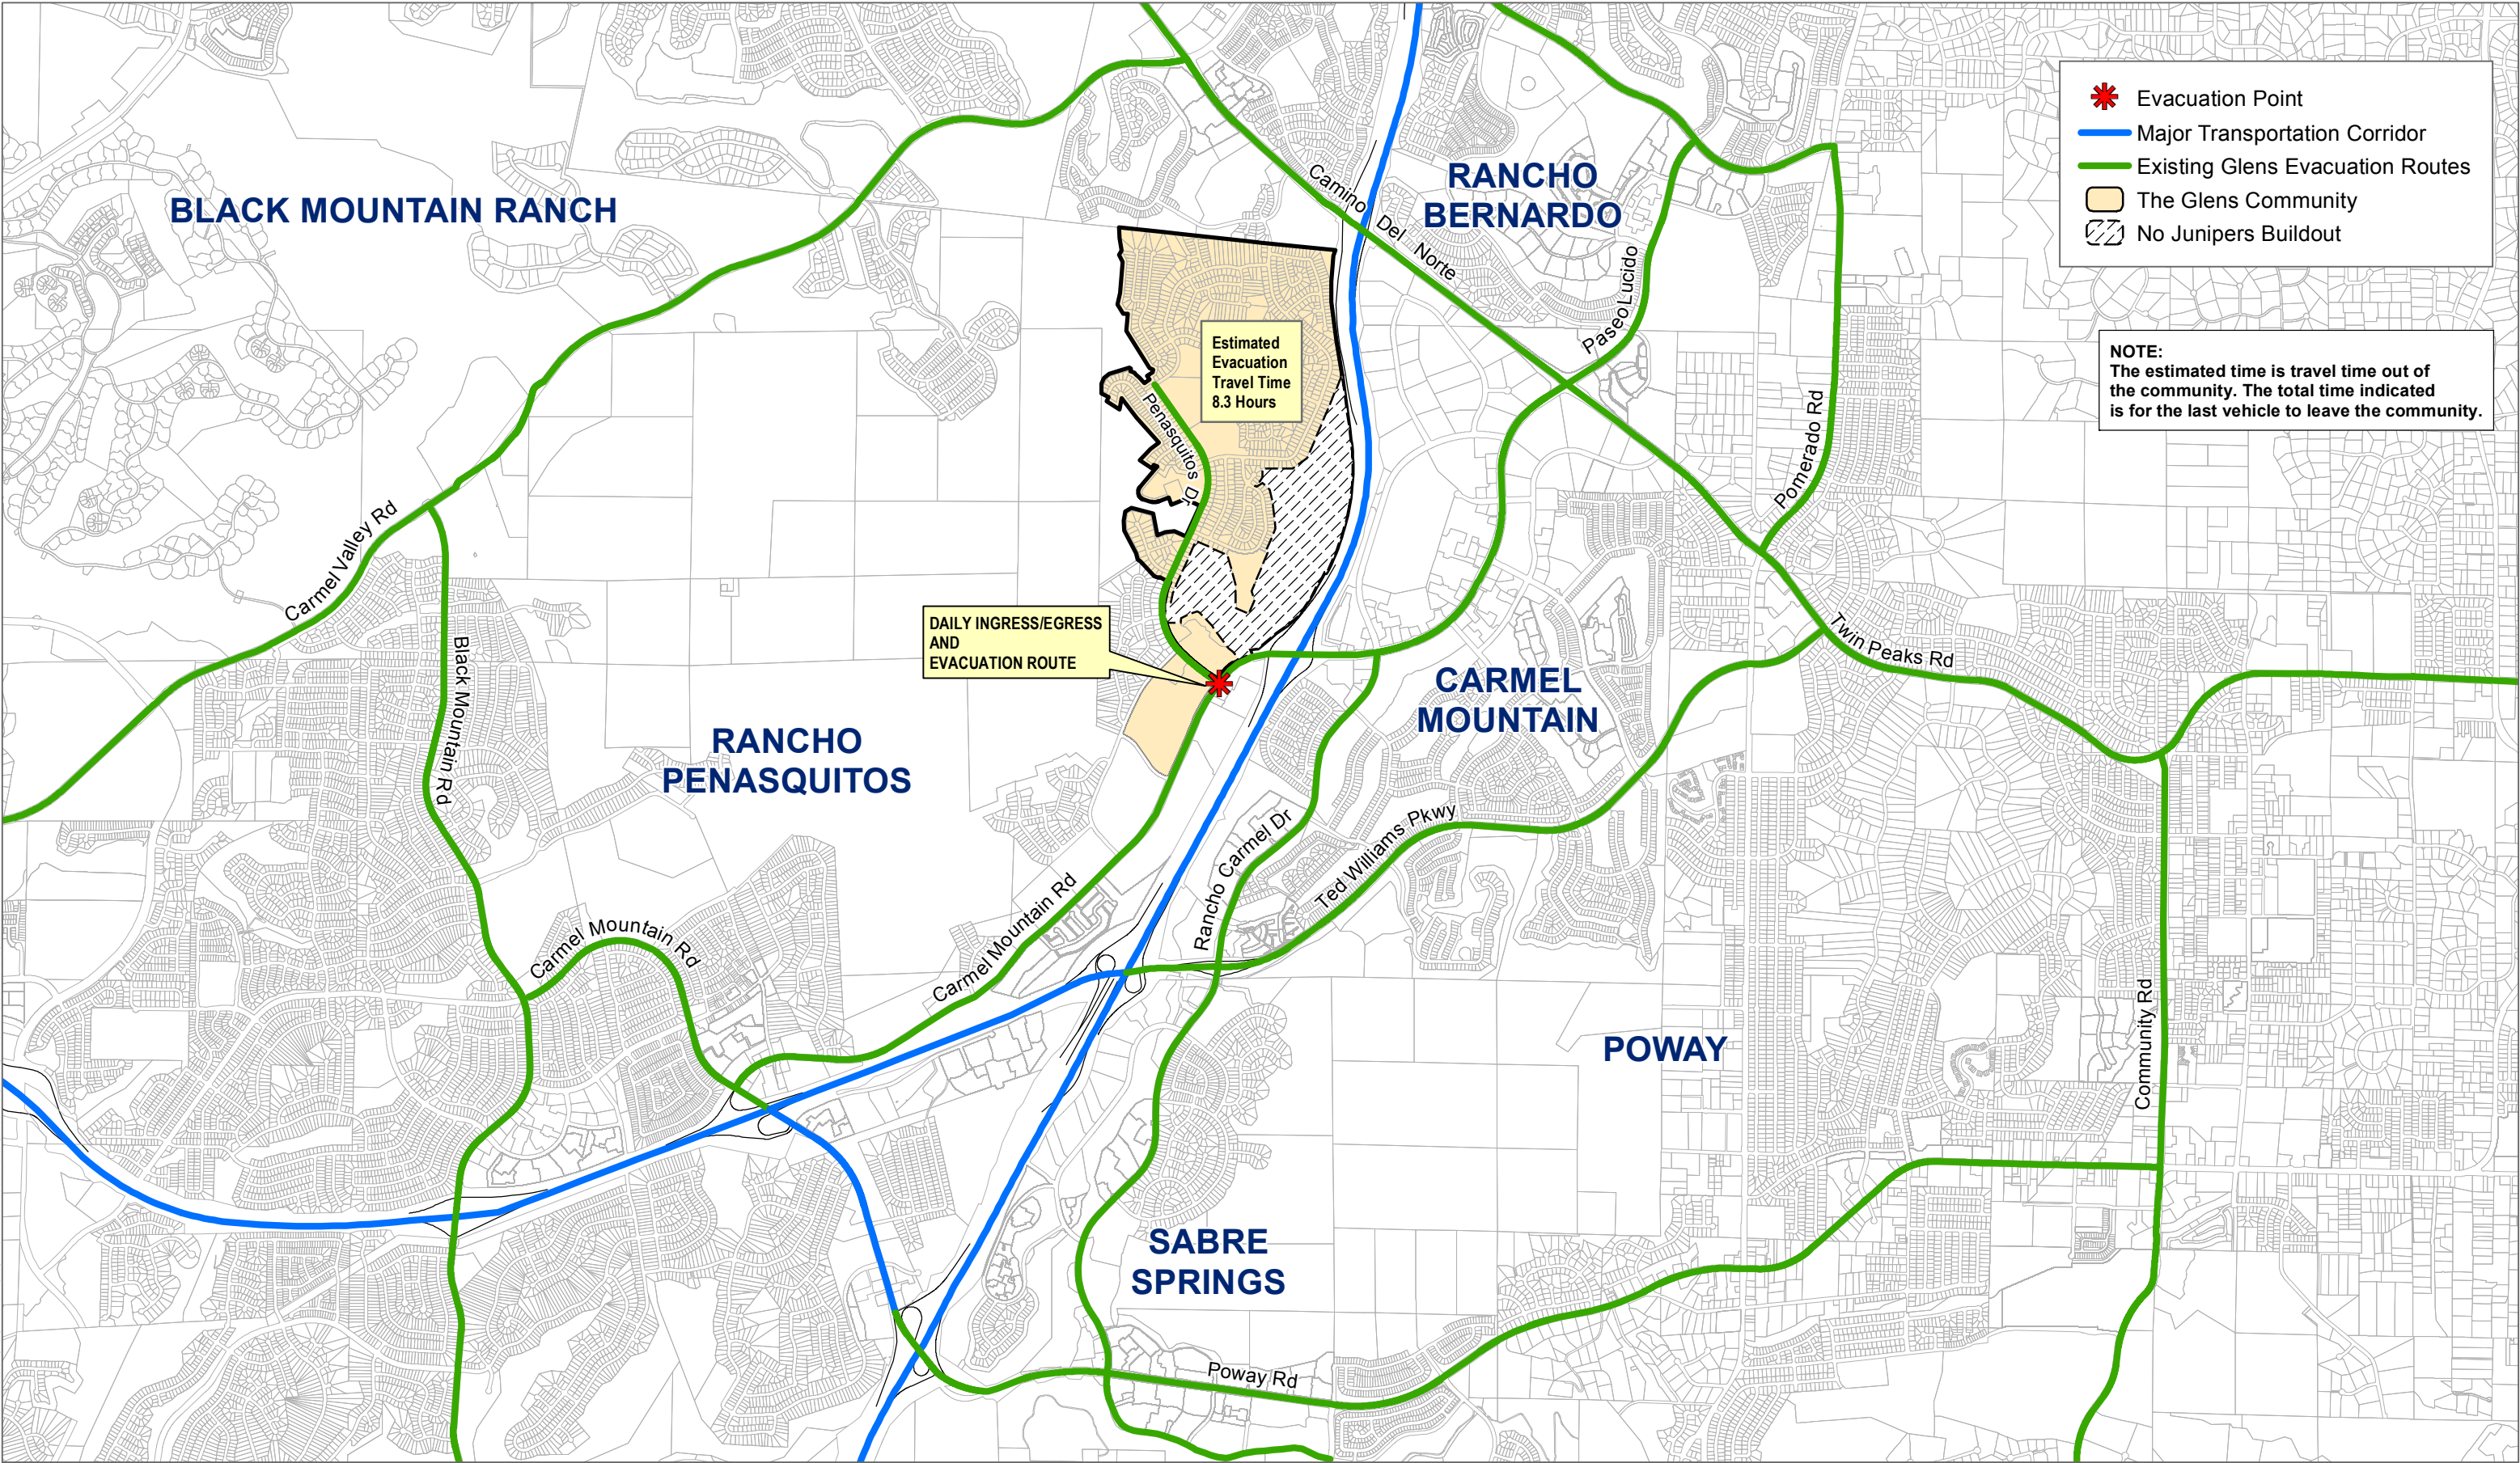 Evacuation Point
Major Transportation Corridor
Existing Glens Evacuation Routes
The Glens Community
No Junipers Buildout
NOTE:
The estimated time is travel time out of
the community. The total time indicated
is for the last vehicle to leave the community.
BLACK MOUNTAIN RANCH
RANCHO
BERNARDO
Camino Del Norte
Paseo Lucido
Estimated
Evacuation
Travel Time
8.3 Hours
Penasquitos Dr
Pomerado Rd
Carmel Valley Rd
DAILY INGRESS/EGRESS
AND
EVACUATION ROUTE
Black Mountain Rd
Twin Peaks Rd
CARMEL
MOUNTAIN
RANCHO
PENASQUITOS
Rancho Carmel Dr
Ted Williams Pkwy
Carmel Mountain Rd
Carmel Mountain Rd
POWAY
Community Rd
SABRE
SPRINGS
Poway Rd